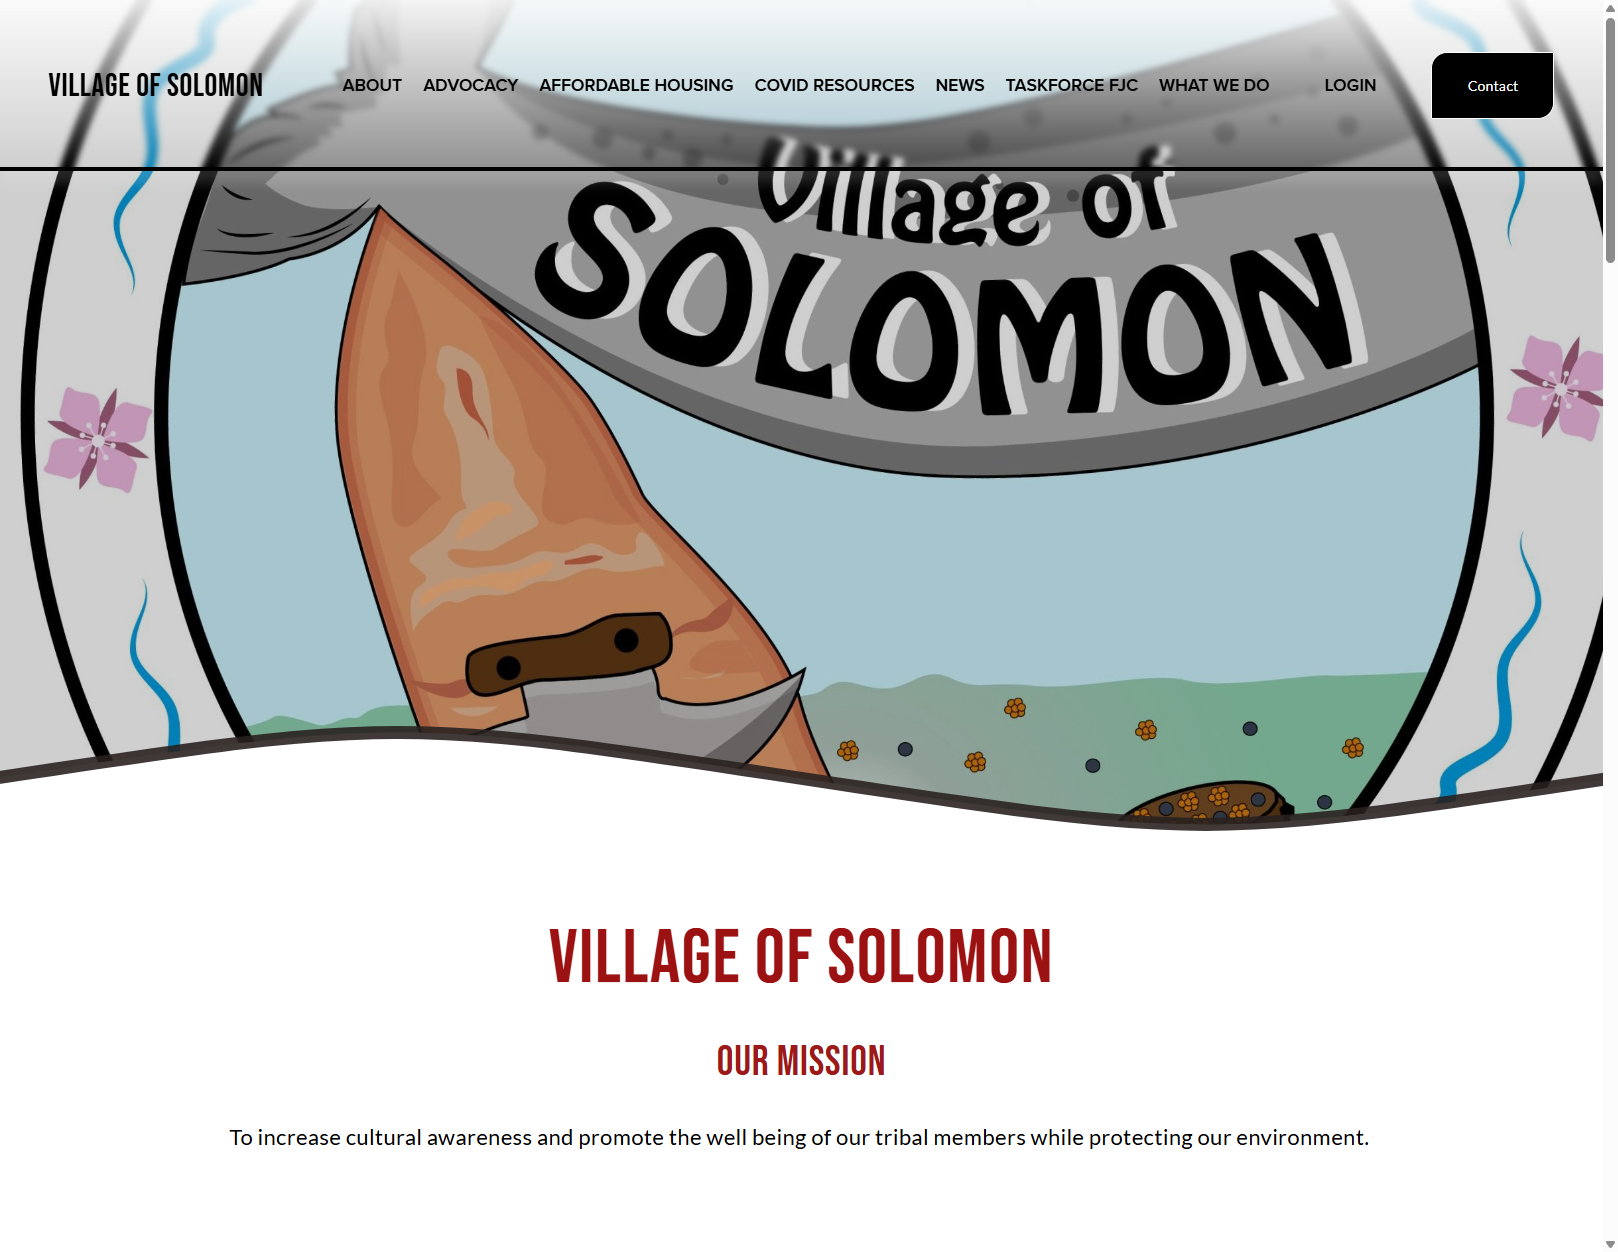 VILLAGE OF SOLOMON
ABOUT ADVOCACY AFFORDABLE HOUSING COVID RESOURCES NEWS TASKFORCE FJC WHAT WE DO LOGIN Contact
Village of
SOLOMON
VILLAGE OF SOLOMON
OUR MISSION
To increase cultural awareness and promote the well being of our tribal members while protecting our environment.